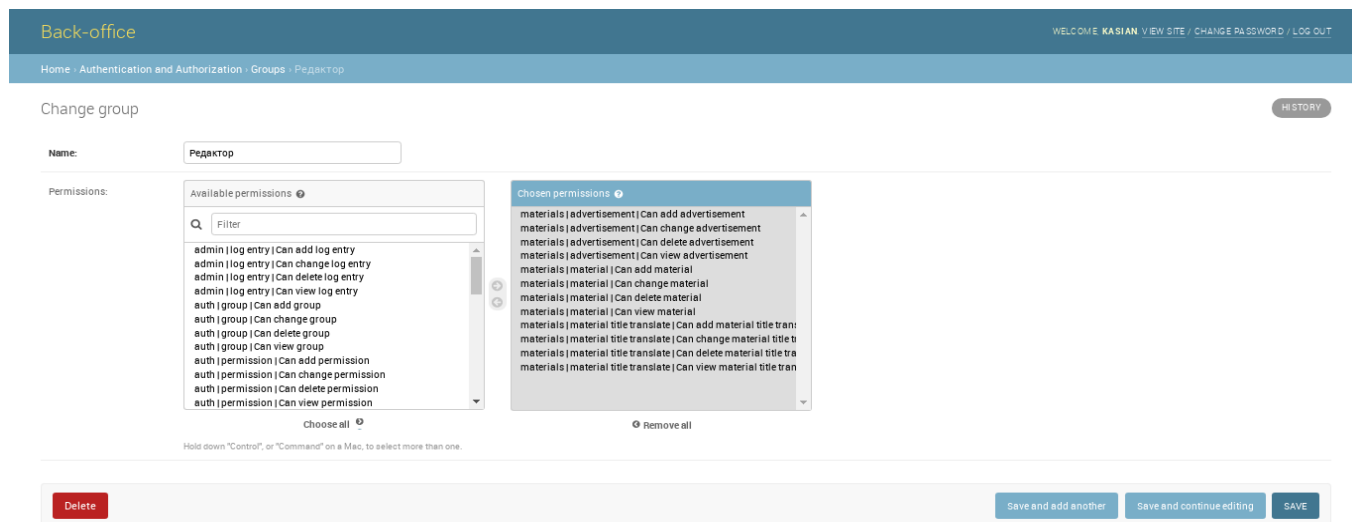 Back-office
WELCOME, KASIAN. VIEW SITE / CHANGE PASSWORD / LOG OUT
Home › Authentication and Authorization › Groups › Редактор
Change group
HISTORY
Name:
Редактор
Permissions:
Available permissions
Filter
admin | log entry | Can add log entry
admin | log entry | Can change log entry
admin | log entry | Can delete log entry
admin | log entry | Can view log entry
auth | group | Can add group
auth | group | Can change group
auth | group | Can delete group
auth | group | Can view group
auth | permission | Can add permission
auth | permission | Can change permission
auth | permission | Can delete permission
auth | permission | Can view permission
Choose all
Hold down "Control", or "Command" on a Mac, to select more than one.
Chosen permissions
materials | advertisement | Can add advertisement
materials | advertisement | Can change advertisement
materials | advertisement | Can delete advertisement
materials | advertisement | Can view advertisement
materials | material | Can add material
materials | material | Can change material
materials | material | Can delete material
materials | material | Can view material
materials | material title translate | Can add material title trans
materials | material title translate | Can change material title t
materials | material title translate | Can delete material title tra
materials | material title translate | Can view material title tran
Remove all
Delete
Save and add another
Save and continue editing
SAVE